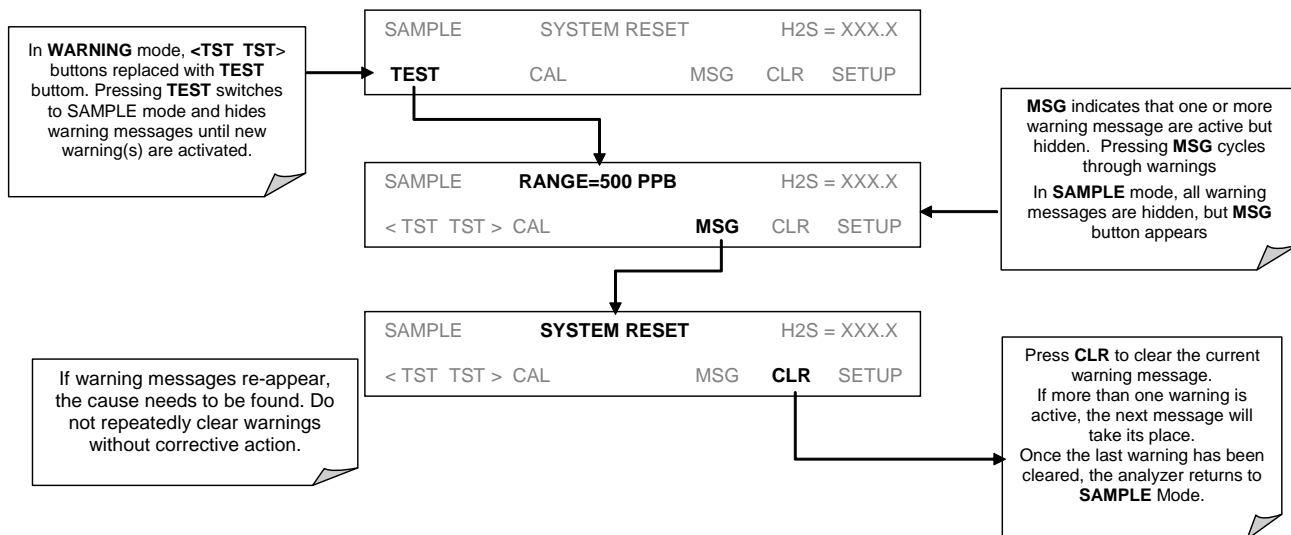 In WARNING mode, <TST TST>
buttons replaced with TEST
buttom. Pressing TEST switches
to SAMPLE mode and hides
warning messages until new
warning(s) are activated.
SAMPLE SYSTEM RESET H2S = XXX.X
TEST CAL MSG CLR SETUP
SAMPLE RANGE=500 PPB H2S = XXX.X
< TST TST > CAL MSG CLR SETUP
MSG indicates that one or more
warning message are active but
hidden. Pressing MSG cycles
through warnings
In SAMPLE mode, all warning
messages are hidden, but MSG
button appears
SAMPLE SYSTEM RESET H2S = XXX.X
< TST TST > CAL MSG CLR SETUP
If warning messages re-appear,
the cause needs to be found. Do
not repeatedly clear warnings
without corrective action.
Press CLR to clear the current
warning message.
If more than one warning is
active, the next message will
take its place.
Once the last warning has been
cleared, the analyzer returns to
SAMPLE Mode.